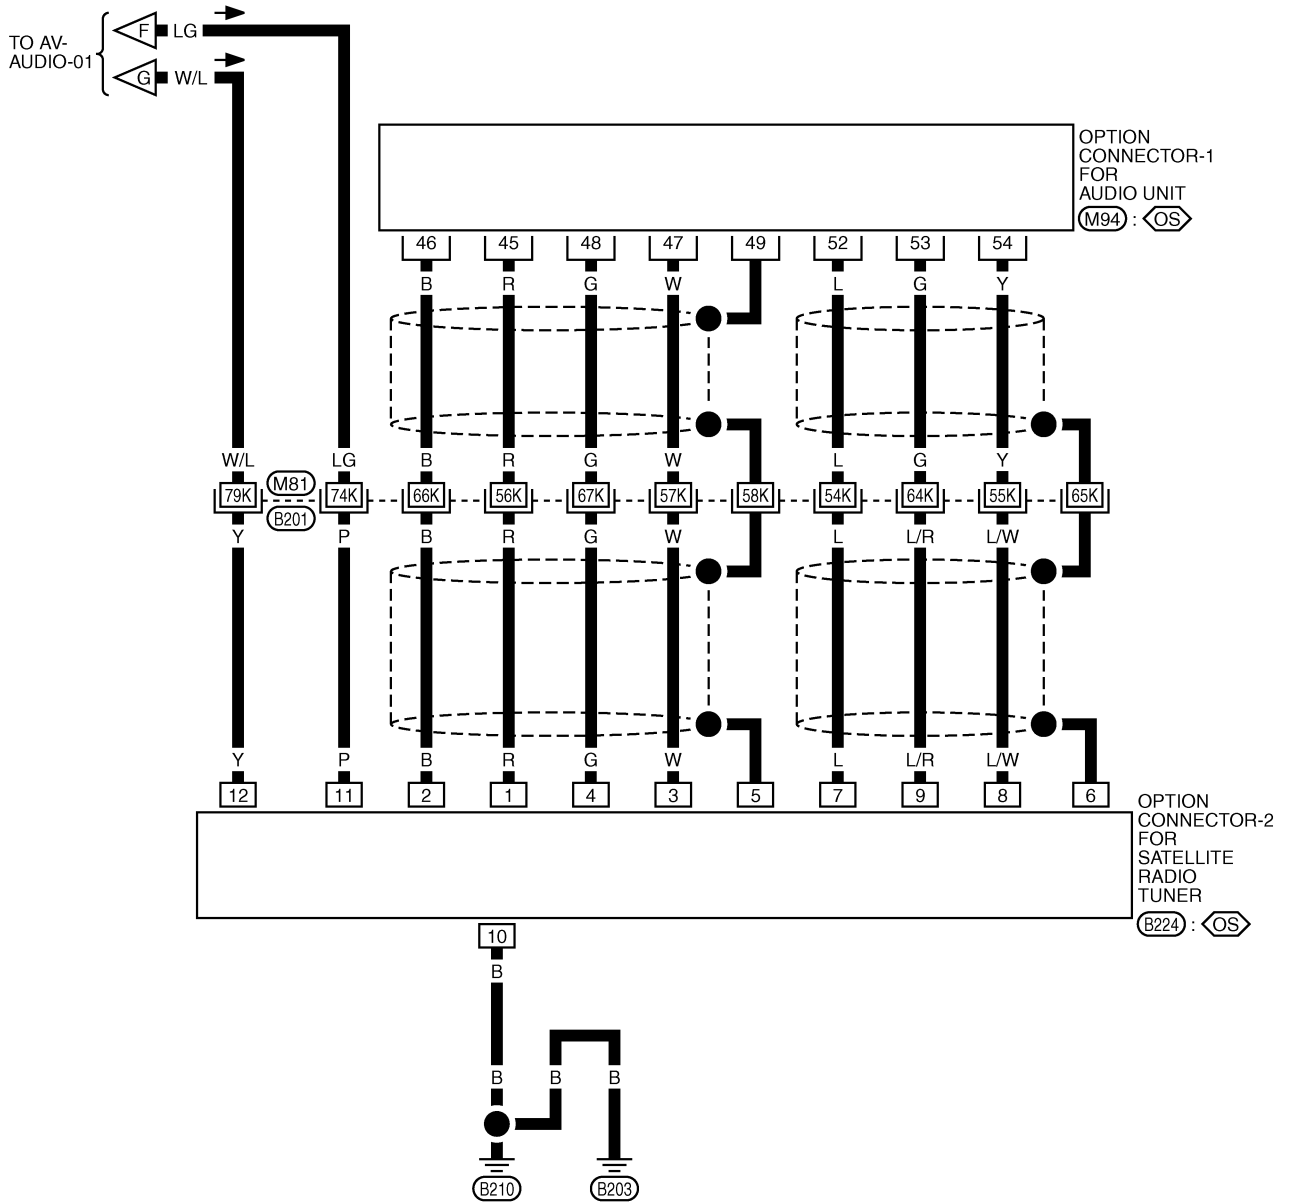 F LG
TO AV-
AUDIO-01
G W/L
OPTION
CONNECTOR-1
FOR
AUDIO UNIT
M94 : OS
46 45 48 47 49 52 53 54
B R G W L G Y
W/L LG B R G W L G Y
M81
79K 74K 66K 56K 67K 57K 58K 54K 64K 55K 65K
B201
Y P B R G W L L/R L/W
Y P B R G W L L/R L/W
12 11 2 1 4 3 5 7 9 8 6
OPTION
CONNECTOR-2
FOR
SATELLITE
RADIO
TUNER
B224 : OS
10
B
B B B
B210 B203